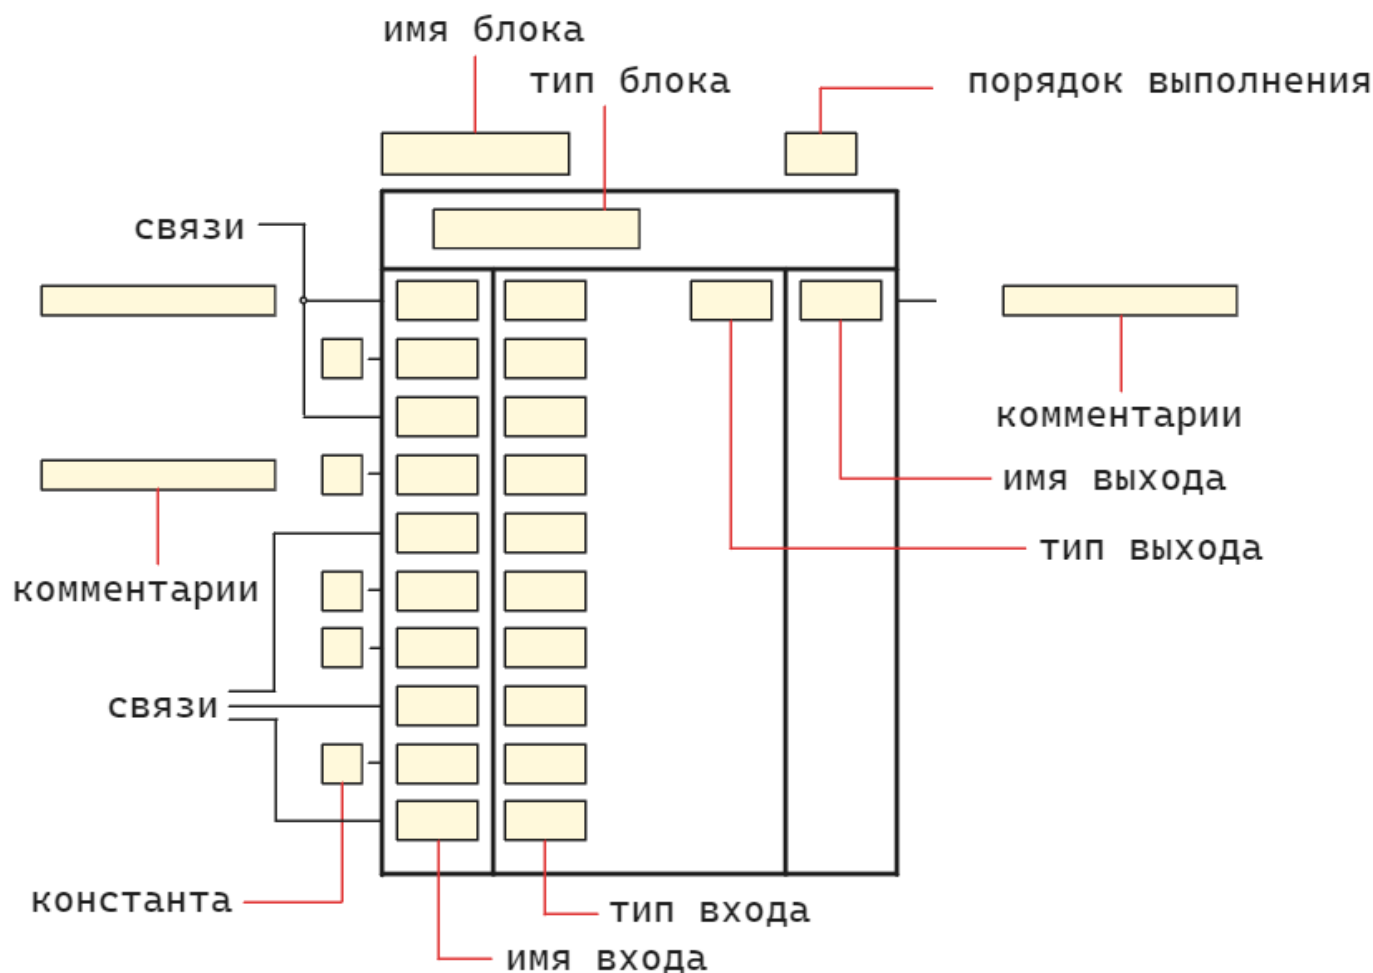 имя блока
тип блока
порядок выполнения
связи
комментарии
имя выхода
тип выхода
комментарии
связи
константа
тип входа
имя входа